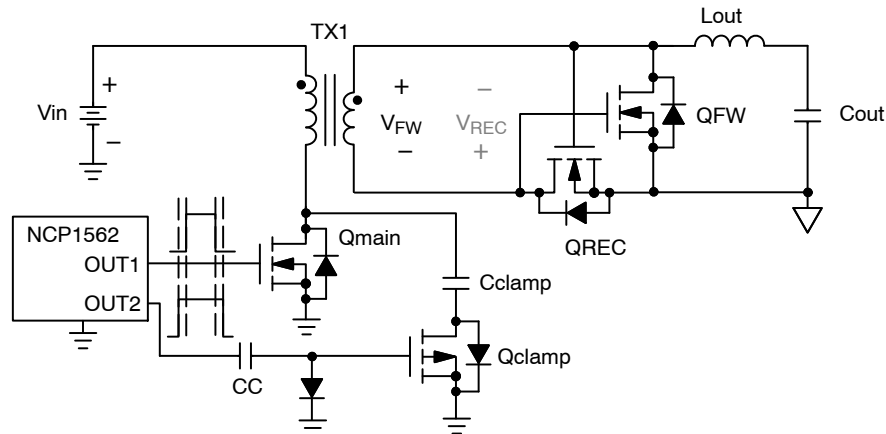 TX1
Lout
Vin
+
−
+
VFW
−
−
VREC
+
QFW
Cout
QREC
NCP1562
OUT1
OUT2
Qmain
Cclamp
Qclamp
CC